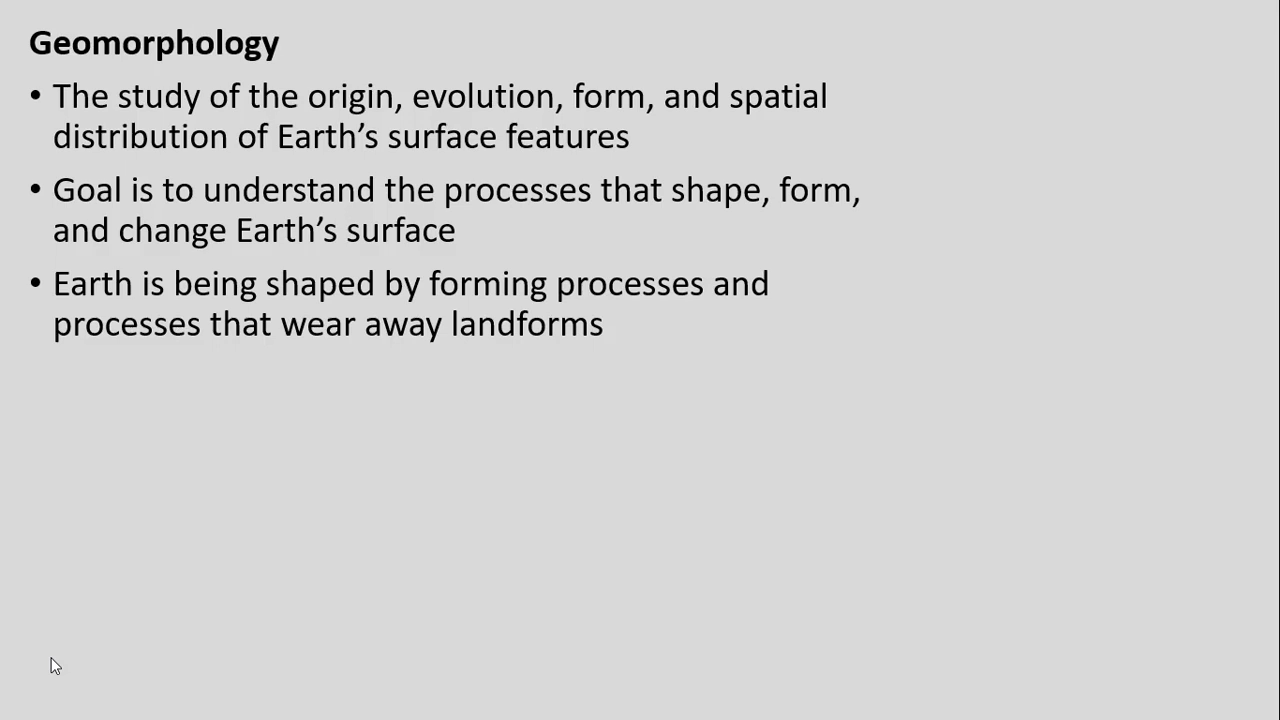 Geomorphology
• The study of the origin, evolution, form, and spatial
distribution of Earth’s surface features
• Goal is to understand the processes that shape, form,
and change Earth’s surface
• Earth is being shaped by forming processes and
processes that wear away landforms